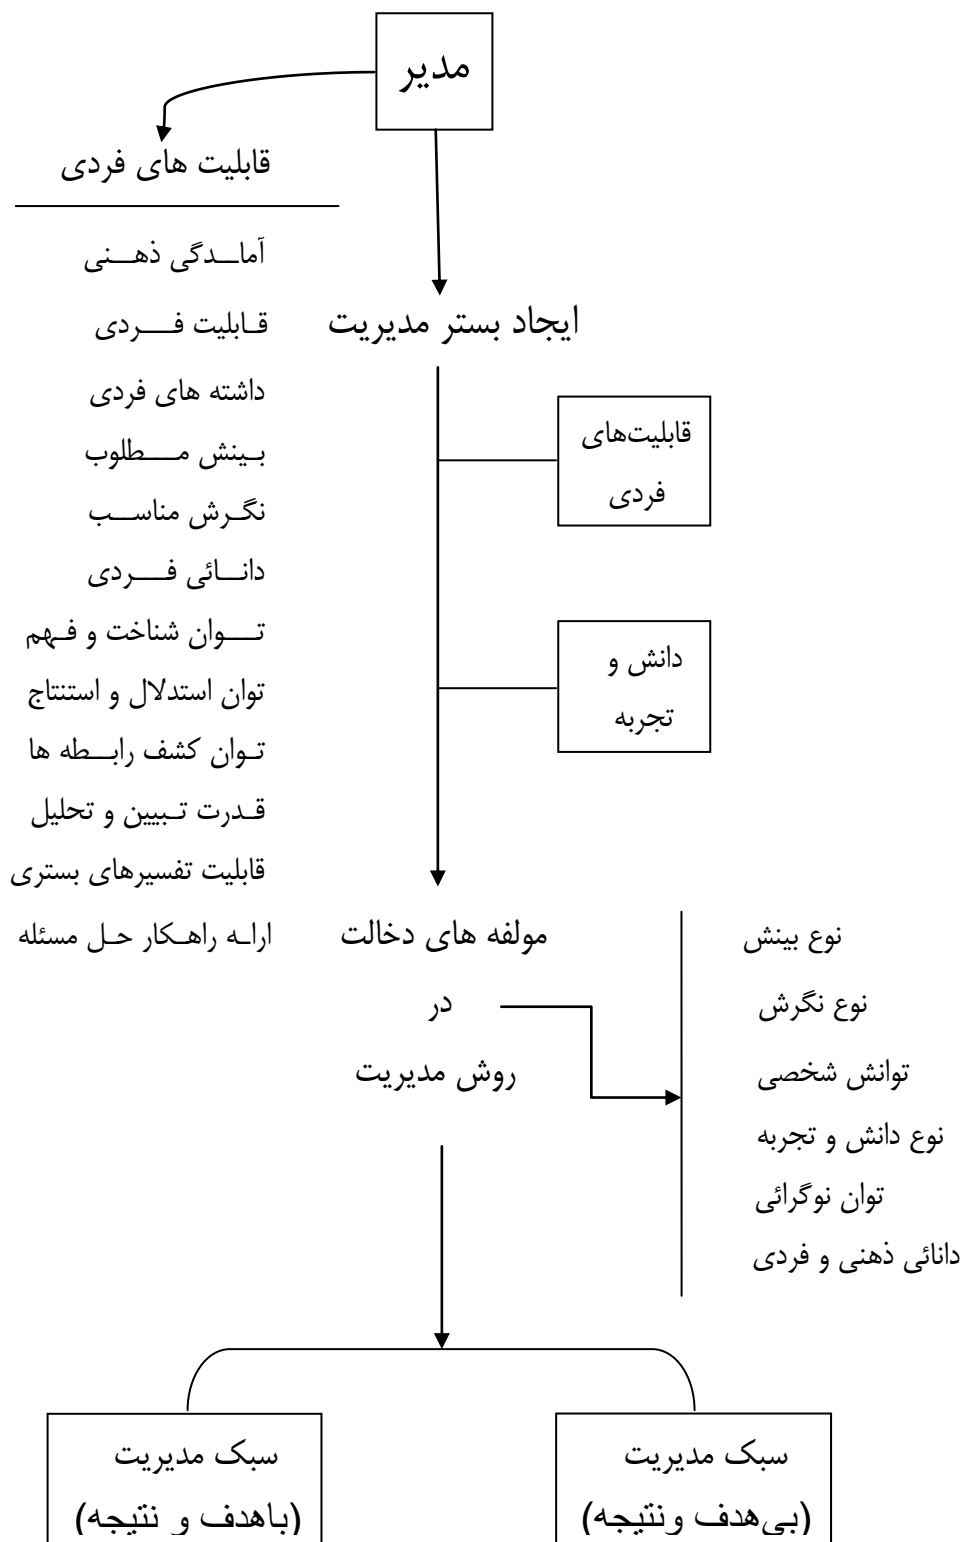 مدیر
قابلیت های فردی
آمادگی ذهنی
قابلیت فردی
داشته های فردی
بینش مطلوب
نگرش مناسب
دانائی فردی
توان شناخت و فهم
توان استدلال و استنتاج
توان کشف رابطه ها
قدرت تبیین و تحلیل
قابلیت تفسیرهای بستری
اراله راهکار حل مسئله
ایجاد بستر مدیریت
قابلیت‌های
فردی
دانش و
تجربه
مولفه های دخالت
در
روش مدیریت
نوع بینش
نوع نگرش
توانش شخصی
نوع دانش و تجربه
توان نوگرائی
دانائی ذهنی و فردی
سبک مدیریت
(بی‌هدف ونتیجه)
سبک مدیریت
(باهدف و نتیجه)